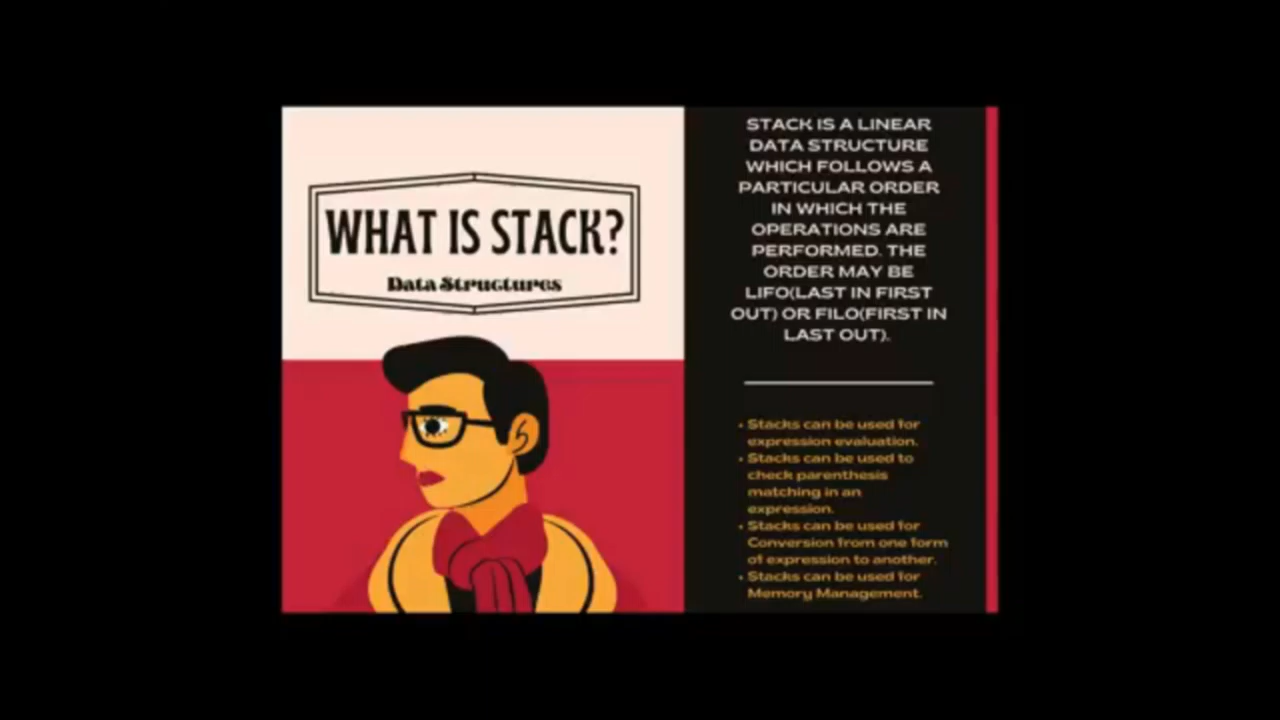 WHAT IS STACK?
Data Structures
STACK IS A LINEAR
DATA STRUCTURE
WHICH FOLLOWS A
PARTICULAR ORDER
IN WHICH THE
OPERATIONS ARE
PERFORMED. THE
ORDER MAY BE
LIFO(LAST IN FIRST
OUT) OR FILO(FIRST IN
LAST OUT).
• Stacks can be used for
expression evaluation.
• Stacks can be used to
check parenthesis
matching in an
expression.
• Stacks can be used for
Conversion from one form
of expression to another.
• Stacks can be used for
Memory Management.